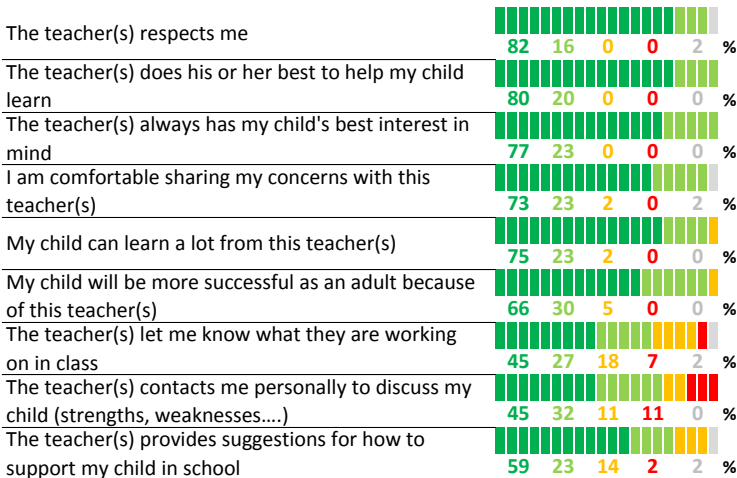 The teacher(s) respects me
82 16 0 0 2 %
The teacher(s) does his or her best to help my child
learn
80 20 0 0 0 %
The teacher(s) always has my child's best interest in
mind
77 23 0 0 0 %
I am comfortable sharing my concerns with this
teacher(s)
73 23 2 0 2 %
My child can learn a lot from this teacher(s)
75 23 2 0 0 %
My child will be more successful as an adult because
of this teacher(s)
66 30 5 0 0 %
The teacher(s) let me know what they are working
on in class
45 27 18 7 2 %
The teacher(s) contacts me personally to discuss my
child (strengths, weaknesses....)
45 32 11 11 0 %
The teacher(s) provides suggestions for how to
support my child in school
59 23 14 2 2 %